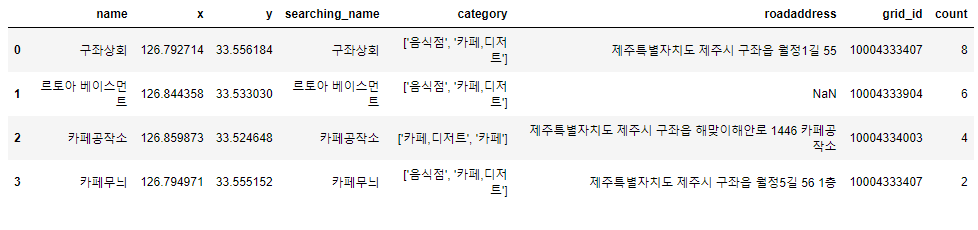 name x y searching_name category roadaddress grid_id count
0 구좌상회 126.792714 33.556184 구좌상회 ['음식점', '카페,디저트'] 제주특별자치도 제주시 구좌읍 월정1길 55 10004333407 8
1 르토아 베이스먼트 126.844358 33.533030 르토아 베이스먼트 ['음식점', '카페,디저트'] NaN 10004333904 6
2 카페공작소 126.859873 33.524648 카페공작소 ['카페,디저트', '카페'] 제주특별자치도 제주시 구좌읍 해맞이해안로 1446 카페공작소 10004334003 4
3 카페무늬 126.794971 33.555152 카페무늬 ['음식점', '카페,디저트'] 제주특별자치도 제주시 구좌읍 월정5길 56 1층 10004333407 2